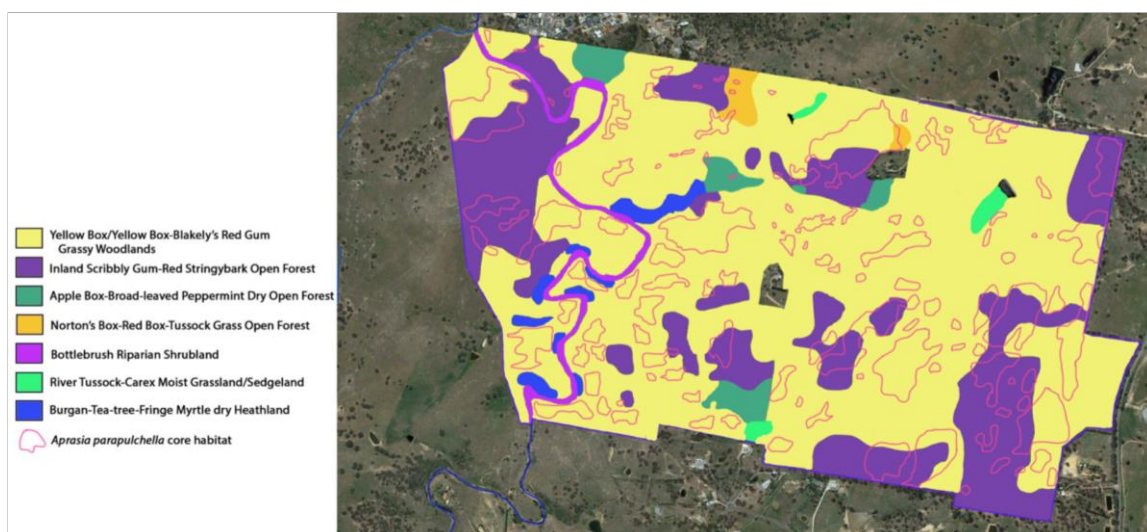 Yellow Box/Yellow Box-Blakely's Red Gum
Grassy Woodlands
Inland Scribbly Gum-Red Stringybark Open Forest
Apple Box-Broad-leaved Peppermint Dry Open Forest
Norton's Box-Red Box-Tussock Grass Open Forest
Bottlebrush Riparian Shrubland
River Tussock-Carex Moist Grassland/Sedgeland
Burgan-Tea-tree-Fringe Myrtle dry Heathland
Aprasia parapulchella core habitat